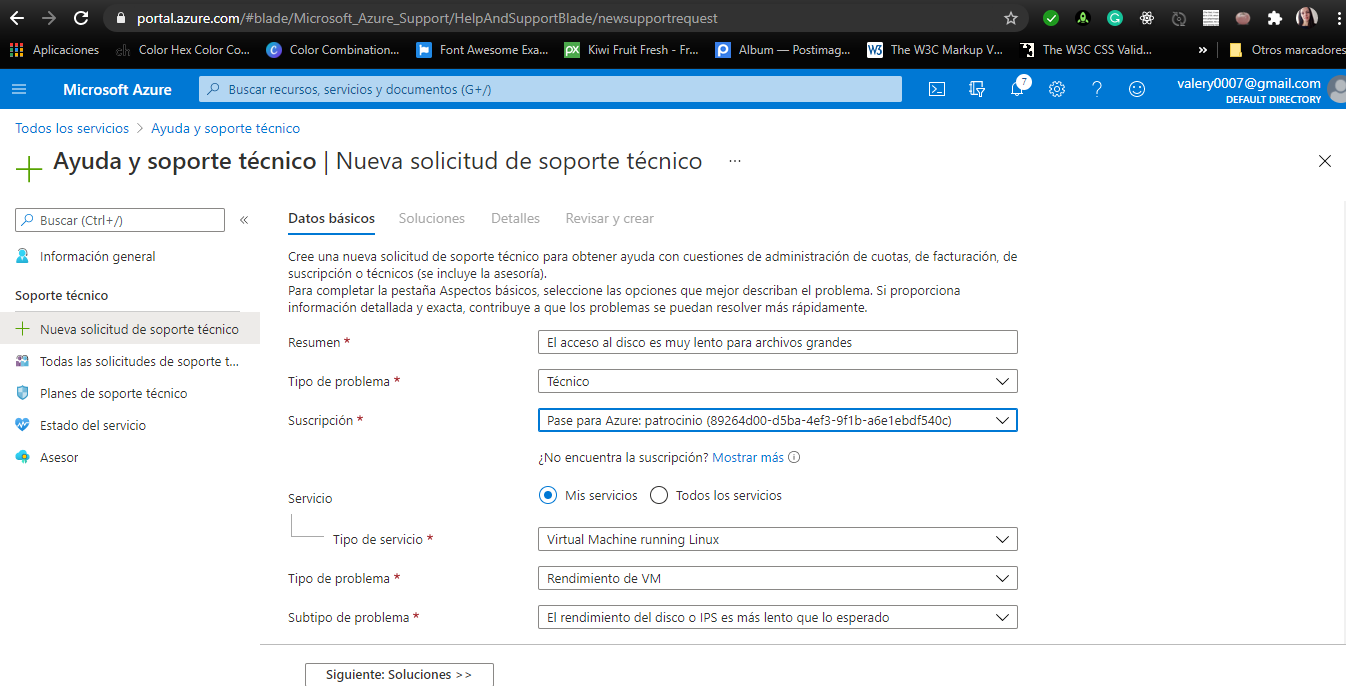 portal.azure.com/#blade/Microsoft_Azure_Support/HelpAndSupportBlade/newsupportrequest
Aplicaciones
ch Color Hex Color Co...
C Color Combination...
Font Awesome Exa...
px Kiwi Fruit Fresh - Fr...
P Album — Postimag...
W3 The W3C Markup V...
The W3C CSS Valid...
»
Otros marcadores
Microsoft Azure
Buscar recursos, servicios y documentos (G+/)
7
valery0007@gmail.com
DEFAULT DIRECTORY
Todos los servicios > Ayuda y soporte técnico
Ayuda y soporte técnico | Nueva solicitud de soporte técnico ...
Buscar (Ctrl+/)
«
Información general
Soporte técnico
Nueva solicitud de soporte técnico
Todas las solicitudes de soporte t...
Planes de soporte técnico
Estado del servicio
Asesor
Datos básicos
Soluciones
Detalles
Revisar y crear
Cree una nueva solicitud de soporte técnico para obtener ayuda con cuestiones de administración de cuotas, de facturación, de
suscripción o técnicos (se incluye la asesoría).
Para completar la pestaña Aspectos básicos, seleccione las opciones que mejor describan el problema. Si proporciona
información detallada y exacta, contribuye a que los problemas se puedan resolver más rápidamente.
Resumen *
El acceso al disco es muy lento para archivos grandes
Tipo de problema *
Técnico
Suscripción *
Pase para Azure: patrocinio (89264d00-d5ba-4ef3-9f1b-a6e1ebdf540c)
¿No encuentra la suscripción? Mostrar más
Servicio
Mis servicios
Todos los servicios
Tipo de servicio *
Virtual Machine running Linux
Tipo de problema *
Rendimiento de VM
Subtipo de problema *
El rendimiento del disco o IPS es más lento que lo esperado
Siguiente: Soluciones >>